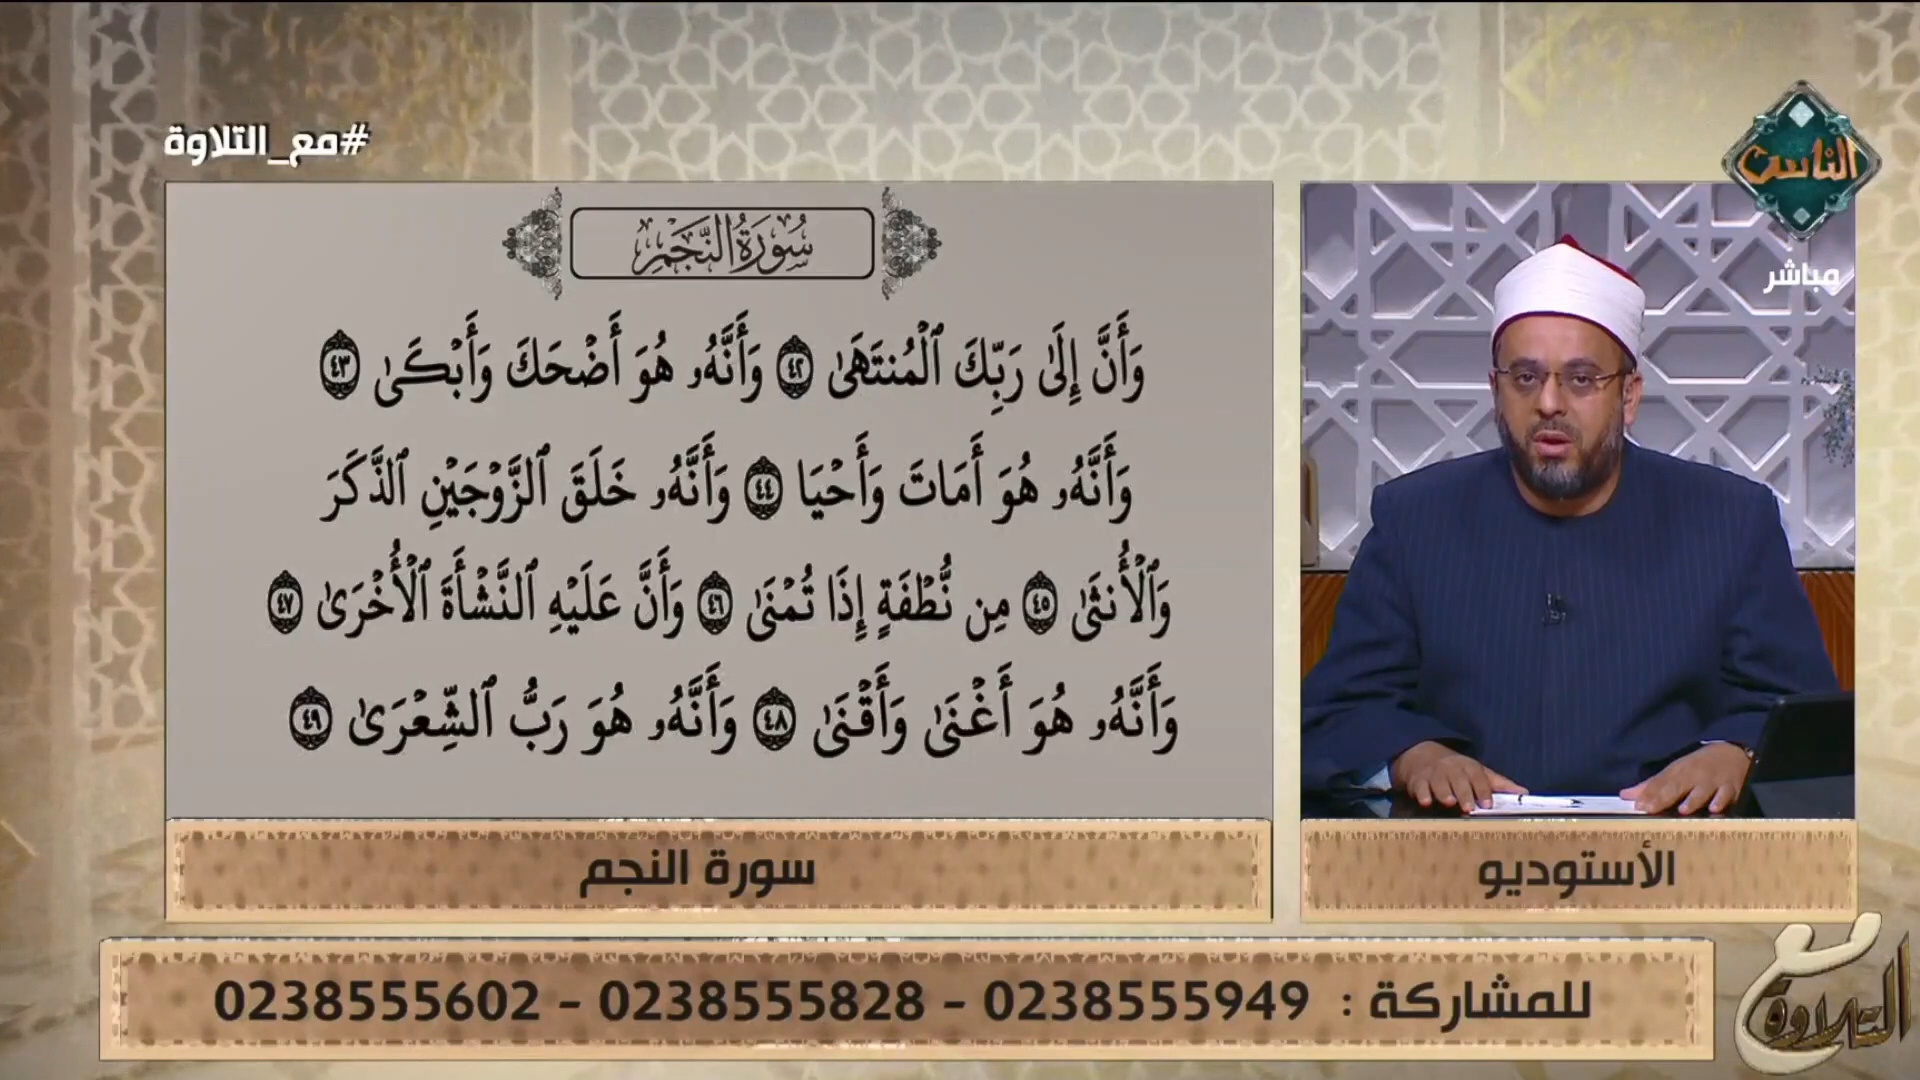 #مع_التلاوة
الناس
مباشر
سُورَةُ النَّجْمِ
وَأَنَّ إِلَىٰ رَبِّكَ ٱلْمُنتَهَىٰ ٤٢ وَأَنَّهُۥ هُوَ أَضْحَكَ وَأَبْكَىٰ ٤٣
وَأَنَّهُۥ هُوَ أَمَاتَ وَأَحْيَا ٤٤ وَأَنَّهُۥ خَلَقَ ٱلزَّوْجَيْنِ ٱلذَّكَرَ
وَٱلْأُنثَىٰ ٤٥ مِن نُّطْفَةٍ إِذَا تُمْنَىٰ ٤٦ وَأَنَّ عَلَيْهِ ٱلنَّشْأَةَ ٱلْأُخْرَىٰ ٤٧
وَأَنَّهُۥ هُوَ أَغْنَىٰ وَأَقْنَىٰ ٤٨ وَأَنَّهُۥ هُوَ رَبُّ ٱلشِّعْرَىٰ ٤٩
الأستوديو
سورة النجم
للمشاركة : 0238555949 - 0238555828 - 0238555602
مع
التلاوة